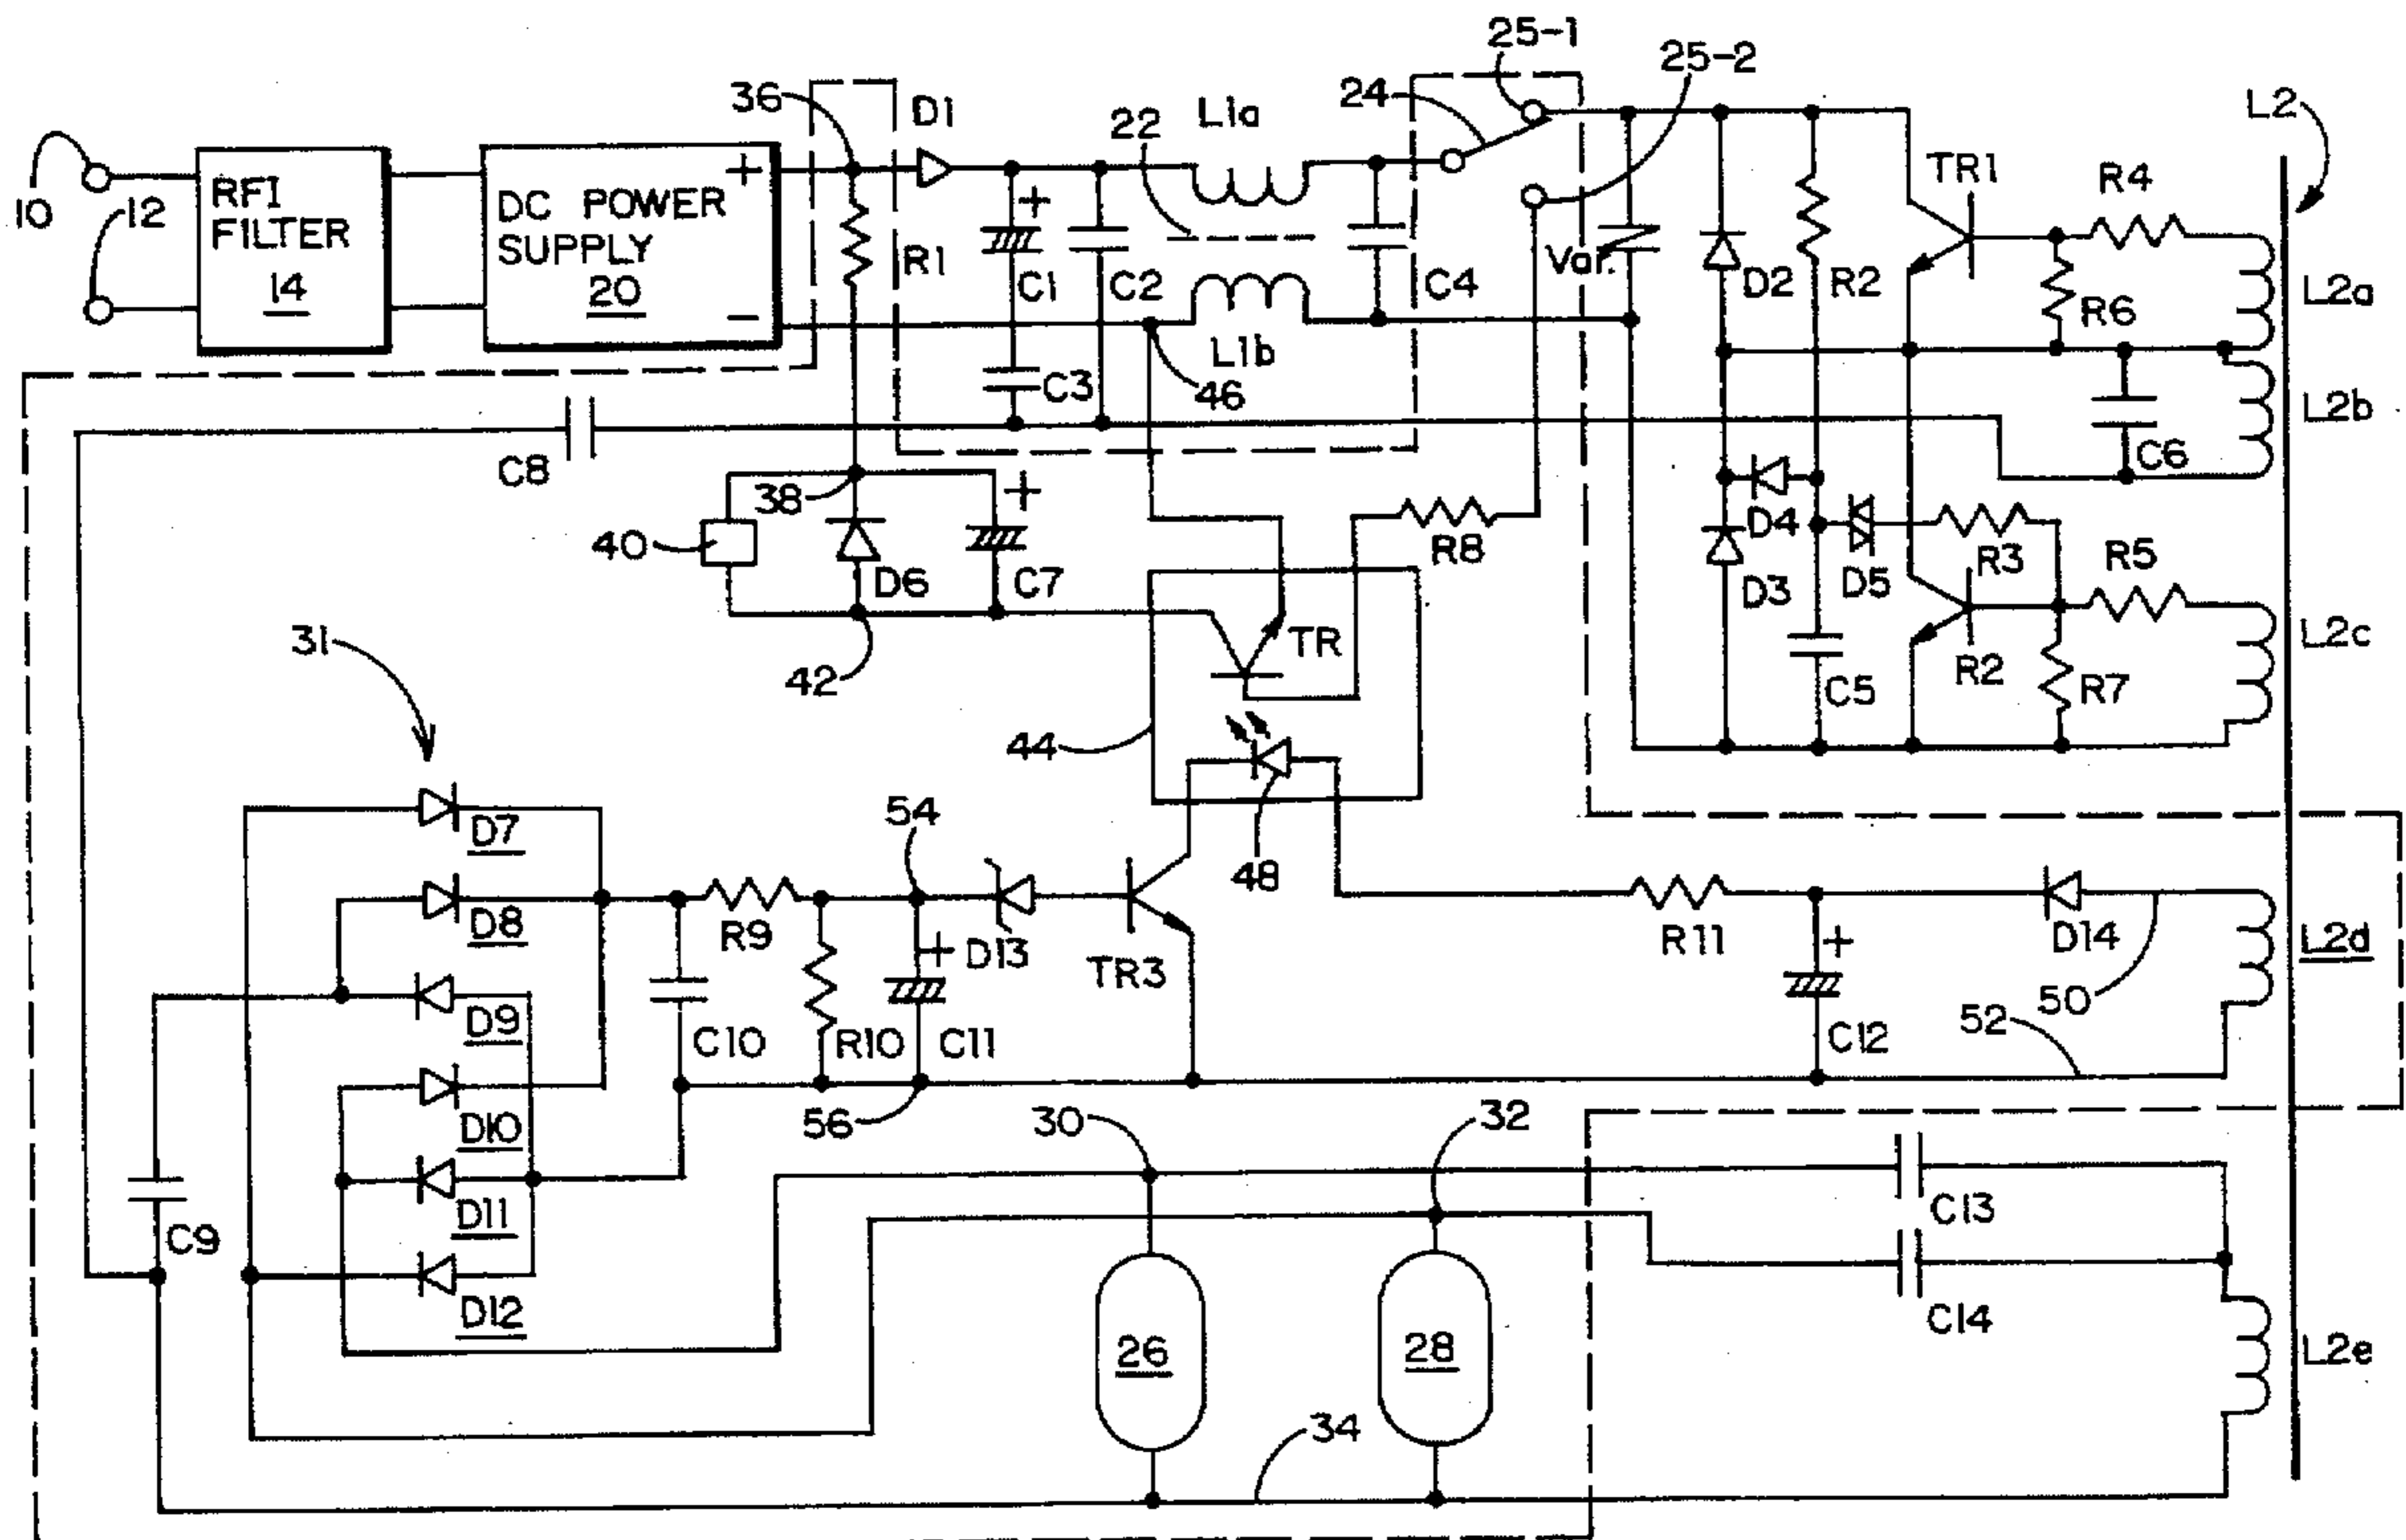 25-1
25-2
36
D1
22
L1a
24
L2
10
12
RFI
FILTER
14
DC POWER
SUPPLY
20
+
−
R1
+
C1
C2
C4
Var.
D2
R2
TR1
R4
R6
L2a
L1b
C3
46
L2b
C6
C8
38
+
40
D6
C7
R8
D4
D3
D5
R3
R5
L2c
31
42
TR
C5
R2
R7
44
D7
54
48
D8
R9
+
D13
TR3
R11
+
D14
L2d
50
D9
C10
R10
C11
C12
52
D10
56
30
32
D11
C9
C13
D12
C14
26
28
L2e
34